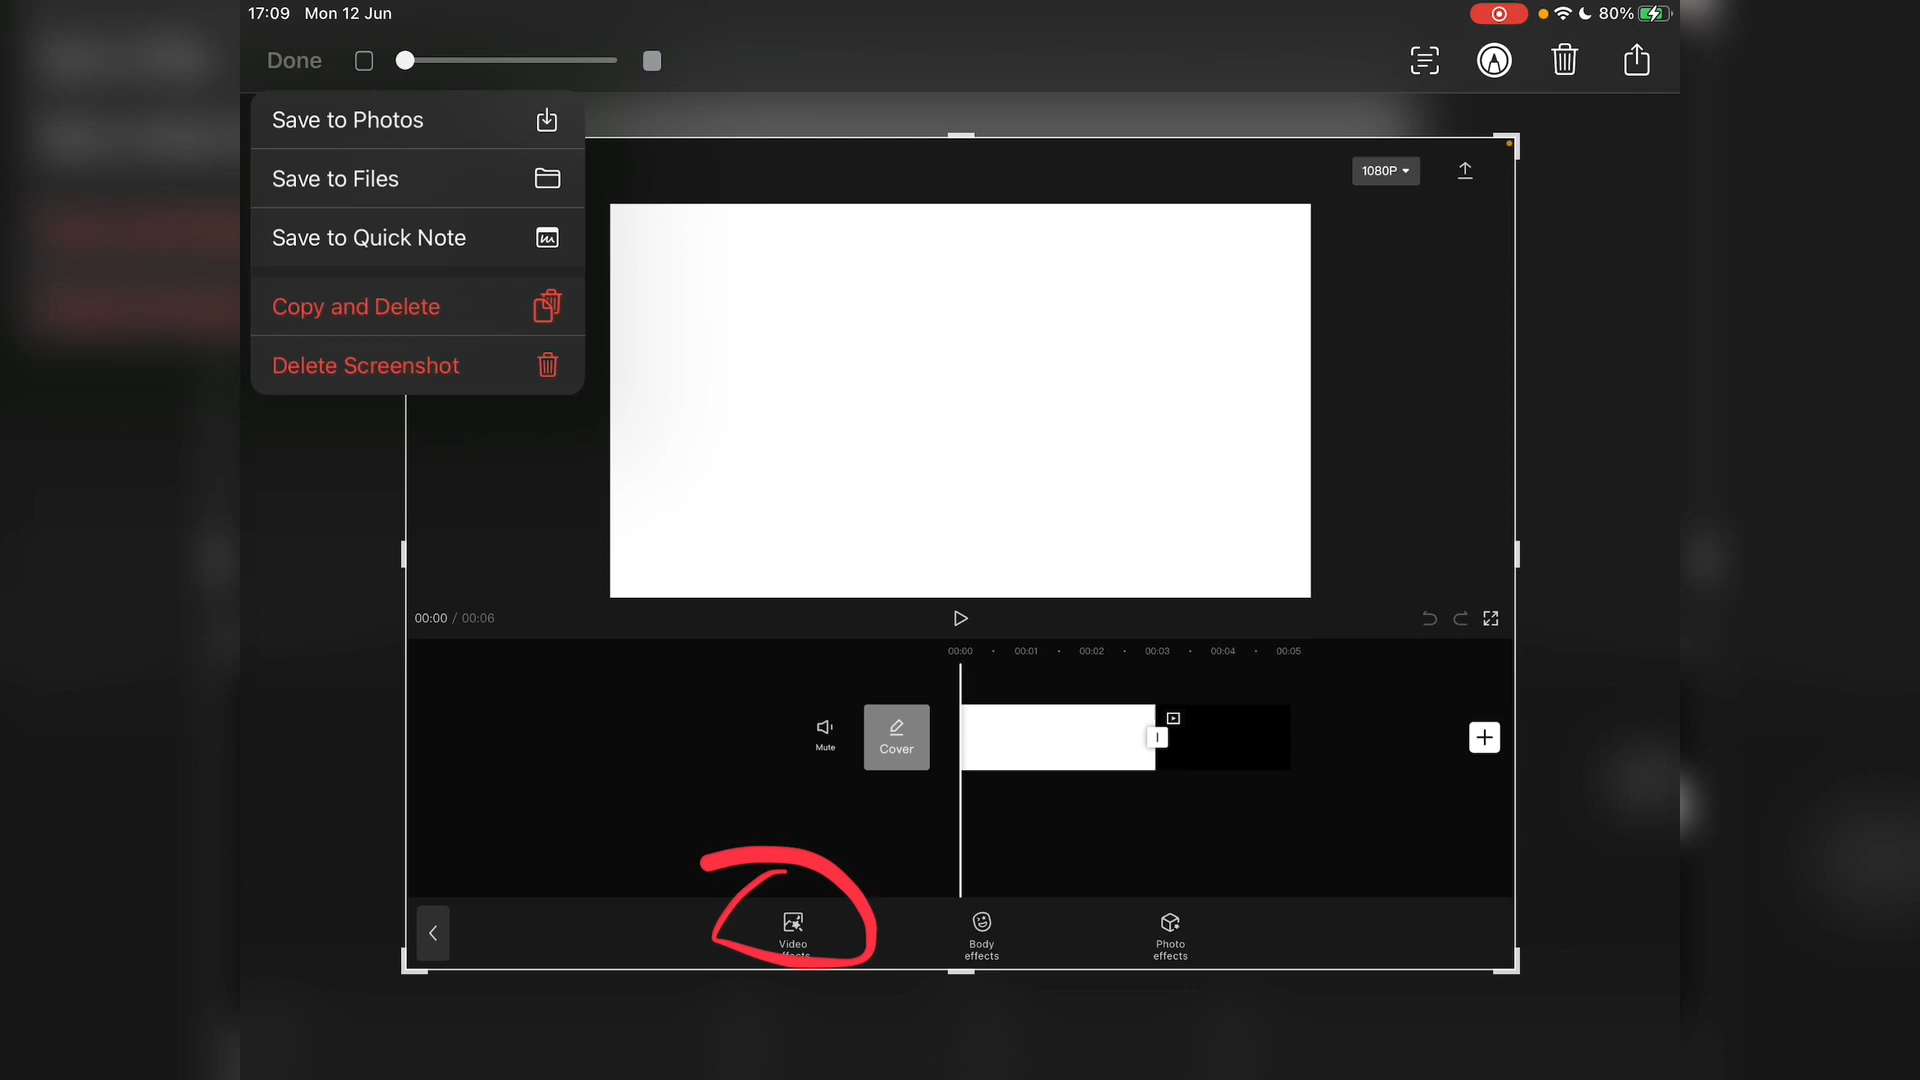 17:09 Mon 12 Jun
80%
Done
Save to Photos
Save to Files
Save to Quick Note
Copy and Delete
Delete Screenshot
1080P
00:00 / 00:06
00:00 · 00:01 · 00:02 · 00:03 · 00:04 · 00:05
Mute
Cover
Video
effects
Body
effects
Photo
effects